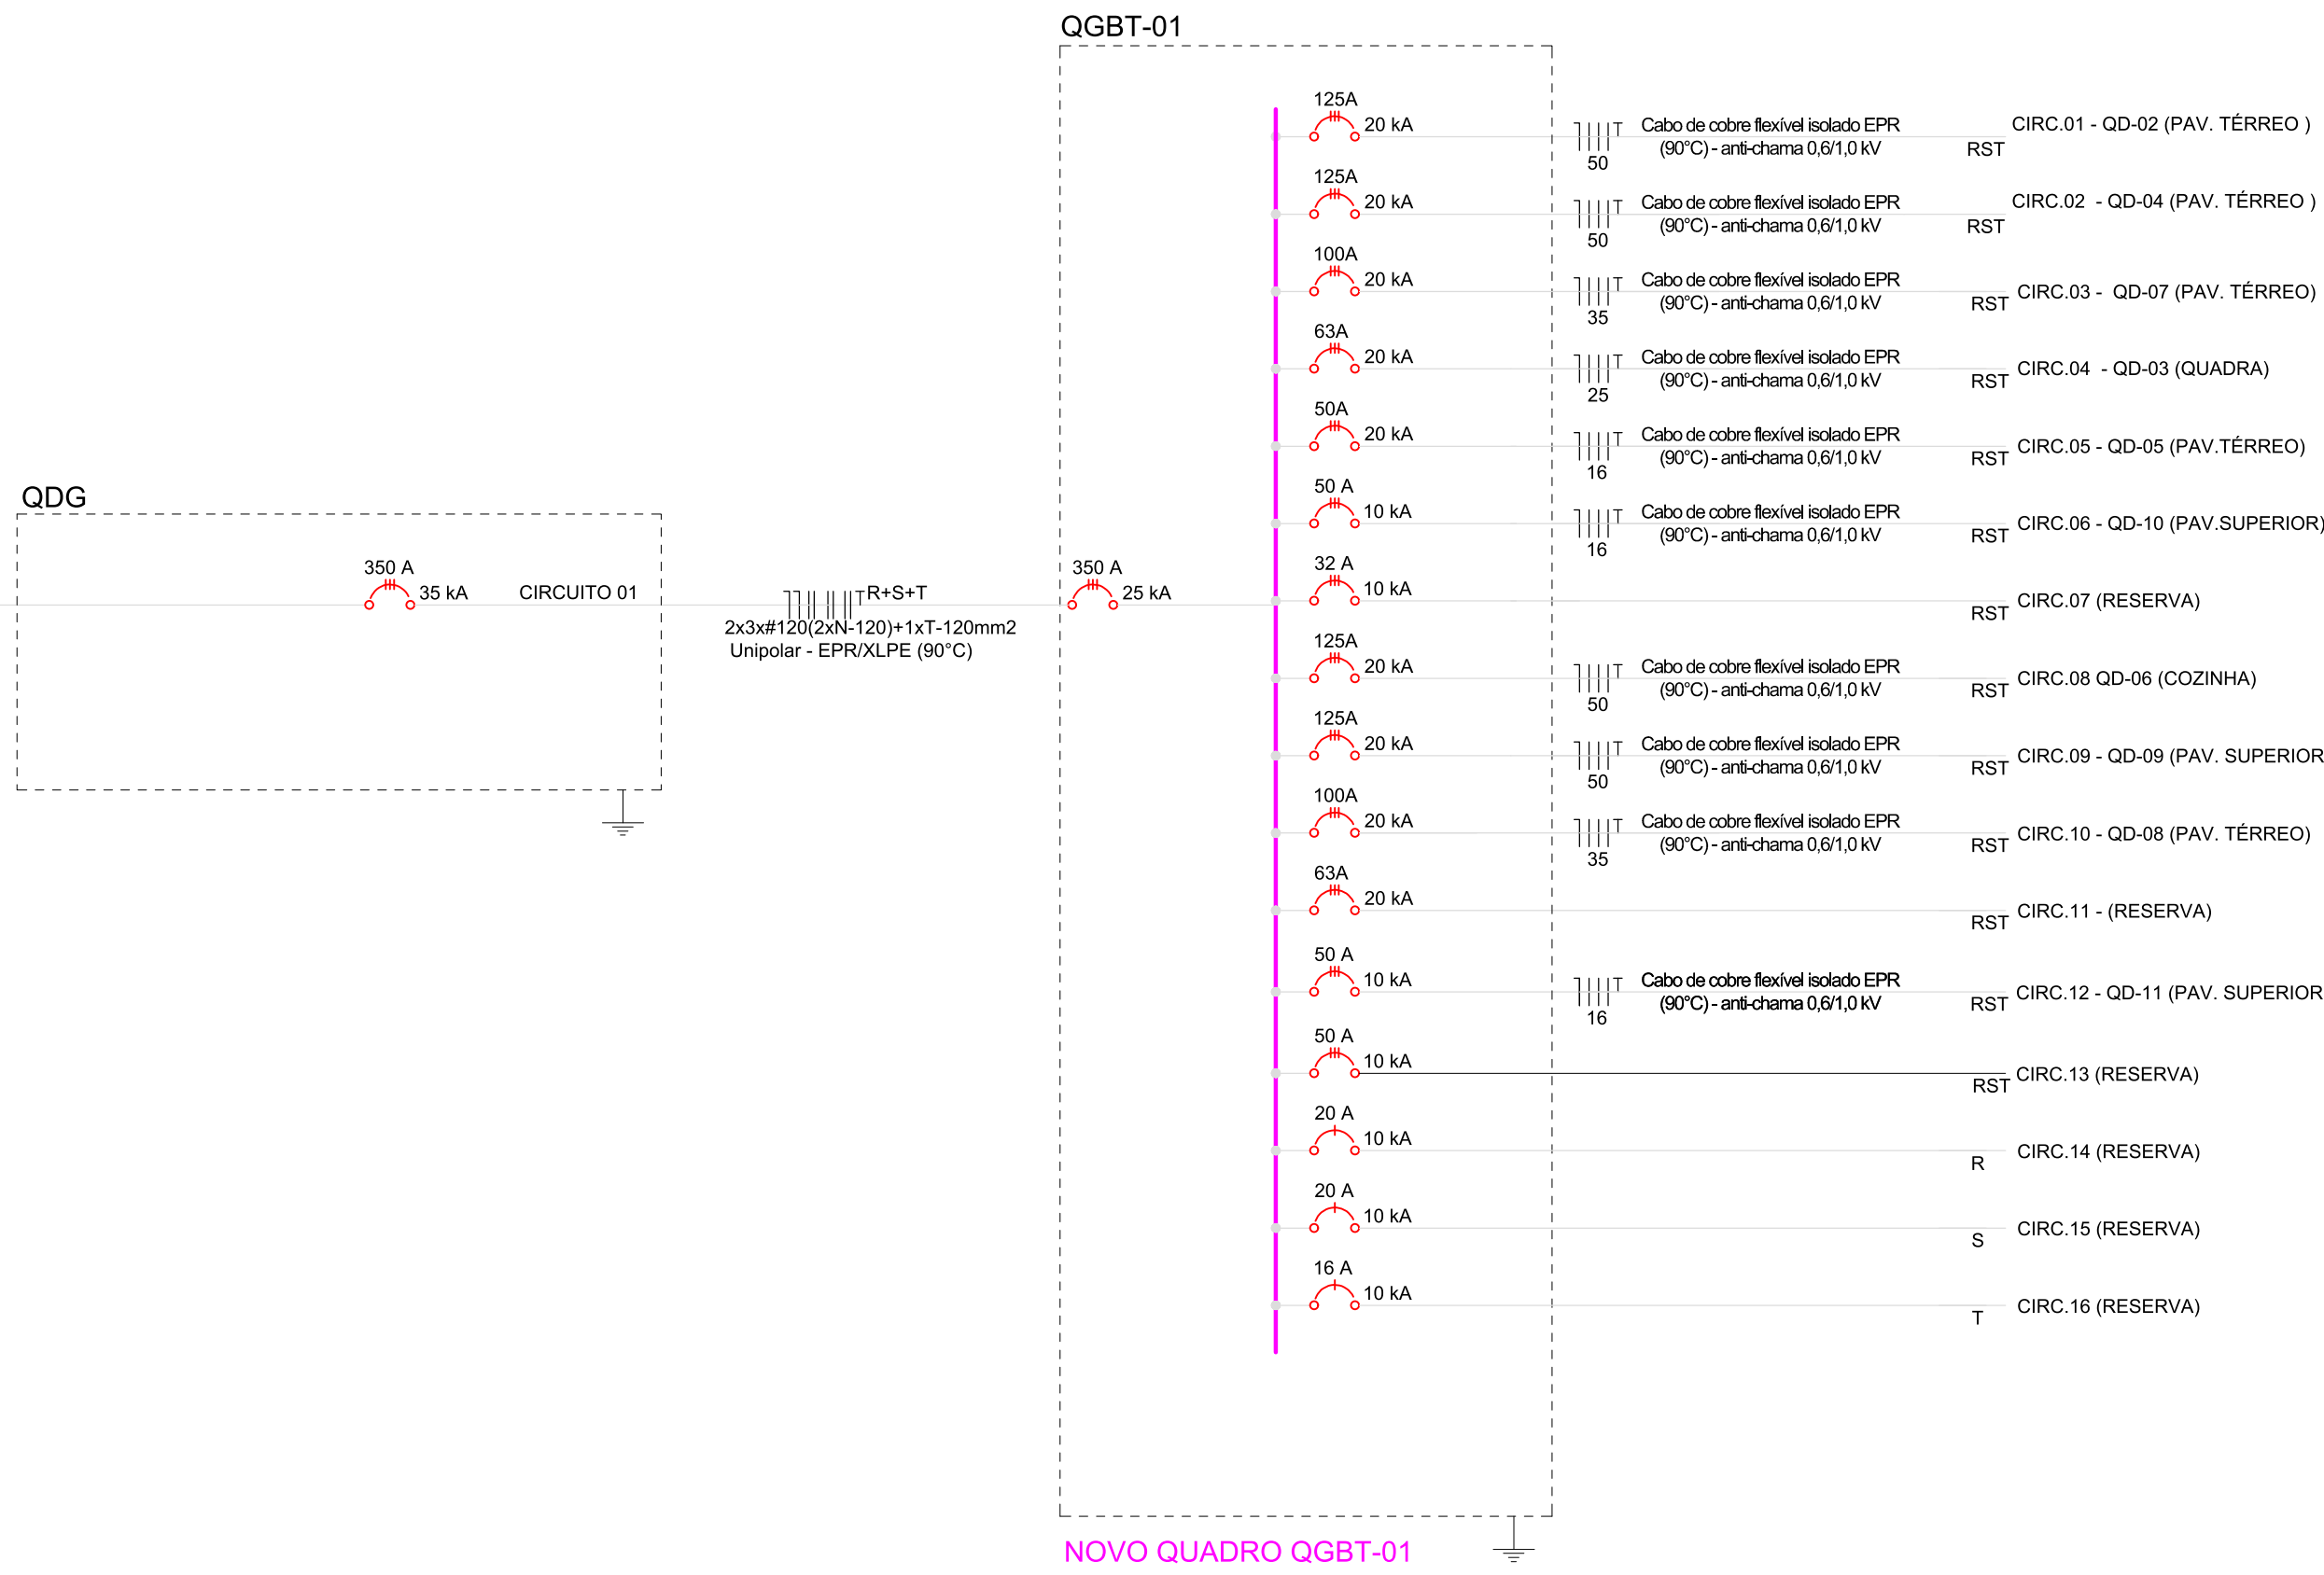 QGBT-01
125A
20 kA
Cabo de cobre flexível isolado EPR
(90°C) - anti-chama 0,6/1,0 kV
50
RST
CIRC.01 - QD-02 (PAV. TÉRREO )
125A
20 kA
Cabo de cobre flexível isolado EPR
(90°C) - anti-chama 0,6/1,0 kV
50
RST
CIRC.02  - QD-04 (PAV. TÉRREO )
100A
20 kA
Cabo de cobre flexível isolado EPR
(90°C) - anti-chama 0,6/1,0 kV
35
RST
CIRC.03 -  QD-07 (PAV. TÉRREO)
63A
20 kA
Cabo de cobre flexível isolado EPR
(90°C) - anti-chama 0,6/1,0 kV
25
RST
CIRC.04  - QD-03 (QUADRA)
50A
20 kA
Cabo de cobre flexível isolado EPR
(90°C) - anti-chama 0,6/1,0 kV
16
RST
CIRC.05 - QD-05 (PAV.TÉRREO)
50 A
10 kA
Cabo de cobre flexível isolado EPR
(90°C) - anti-chama 0,6/1,0 kV
16
RST
CIRC.06 - QD-10 (PAV.SUPERIOR)
QDG
350 A
35 kA
CIRCUITO 01
R+S+T
2x3x#120(2xN-120)+1xT-120mm2
Unipolar - EPR/XLPE (90°C)
350 A
25 kA
32 A
10 kA
RST
CIRC.07 (RESERVA)
125A
20 kA
Cabo de cobre flexível isolado EPR
(90°C) - anti-chama 0,6/1,0 kV
50
RST
CIRC.08 QD-06 (COZINHA)
125A
20 kA
Cabo de cobre flexível isolado EPR
(90°C) - anti-chama 0,6/1,0 kV
50
RST
CIRC.09 - QD-09 (PAV. SUPERIOR
100A
20 kA
Cabo de cobre flexível isolado EPR
(90°C) - anti-chama 0,6/1,0 kV
35
RST
CIRC.10 - QD-08 (PAV. TÉRREO)
63A
20 kA
RST
CIRC.11 - (RESERVA)
50 A
10 kA
Cabo de cobre flexível isolado EPR
(90°C) - anti-chama 0,6/1,0 kV
16
RST
CIRC.12 - QD-11 (PAV. SUPERIOR
50 A
10 kA
RST
CIRC.13 (RESERVA)
20 A
10 kA
R
CIRC.14 (RESERVA)
20 A
10 kA
S
CIRC.15 (RESERVA)
16 A
10 kA
T
CIRC.16 (RESERVA)
NOVO QUADRO QGBT-01